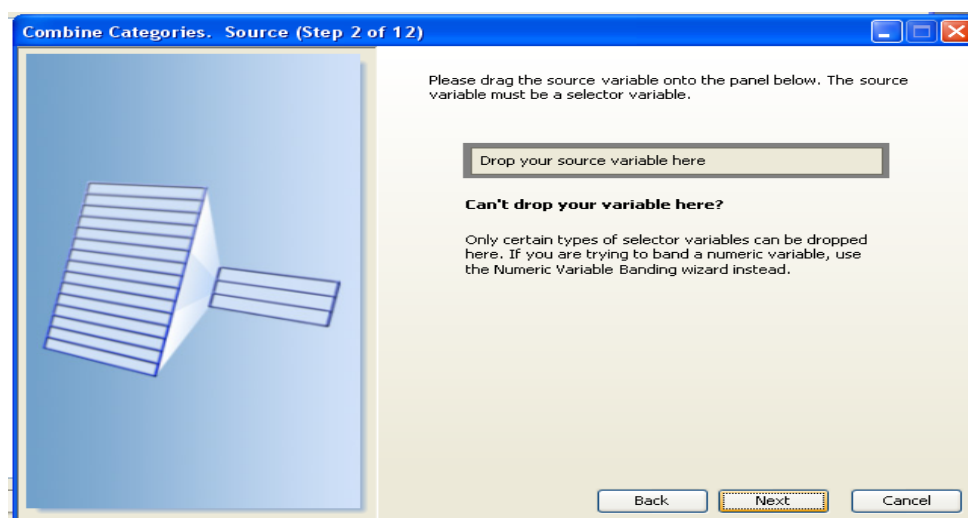 Combine Categories. Source (Step 2 of 12)
Please drag the source variable onto the panel below. The source
variable must be a selector variable.
Drop your source variable here
Can't drop your variable here?
Only certain types of selector variables can be dropped
here. If you are trying to band a numeric variable, use
the Numeric Variable Banding wizard instead.
Back Next Cancel